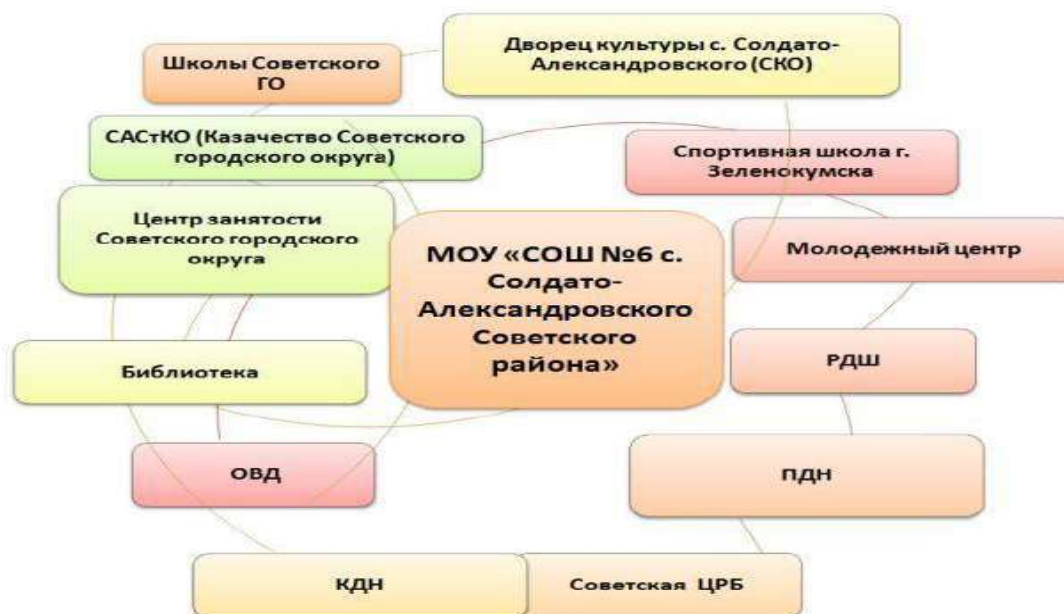 Дворец культуры с. Солдато-
Александровского (СКО)
Школы Советского
ГО
САСтКО (Казачество Советского
городского округа)
Спортивная школа г.
Зеленокумска
Центр занятости
Советского городского
округа
МОУ «СОШ №6 с.
Солдато-
Александровского
Советского
района»
Молодежный центр
Библиотека
РДШ
ОВД
ПДН
КДН
Советская ЦРБ